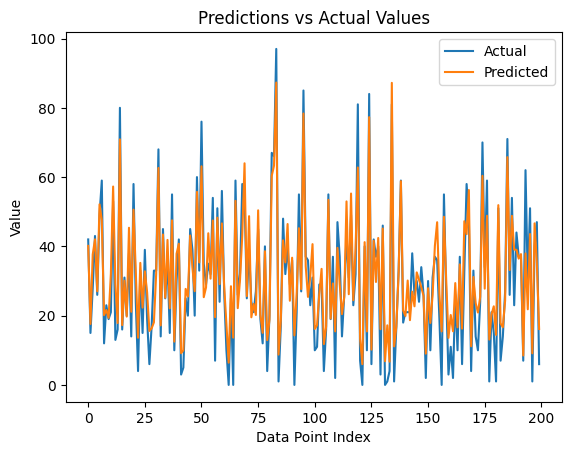 Predictions vs Actual Values
Actual
Predicted
Value
100
80
60
40
20
0
0 25 50 75 100 125 150 175 200
Data Point Index